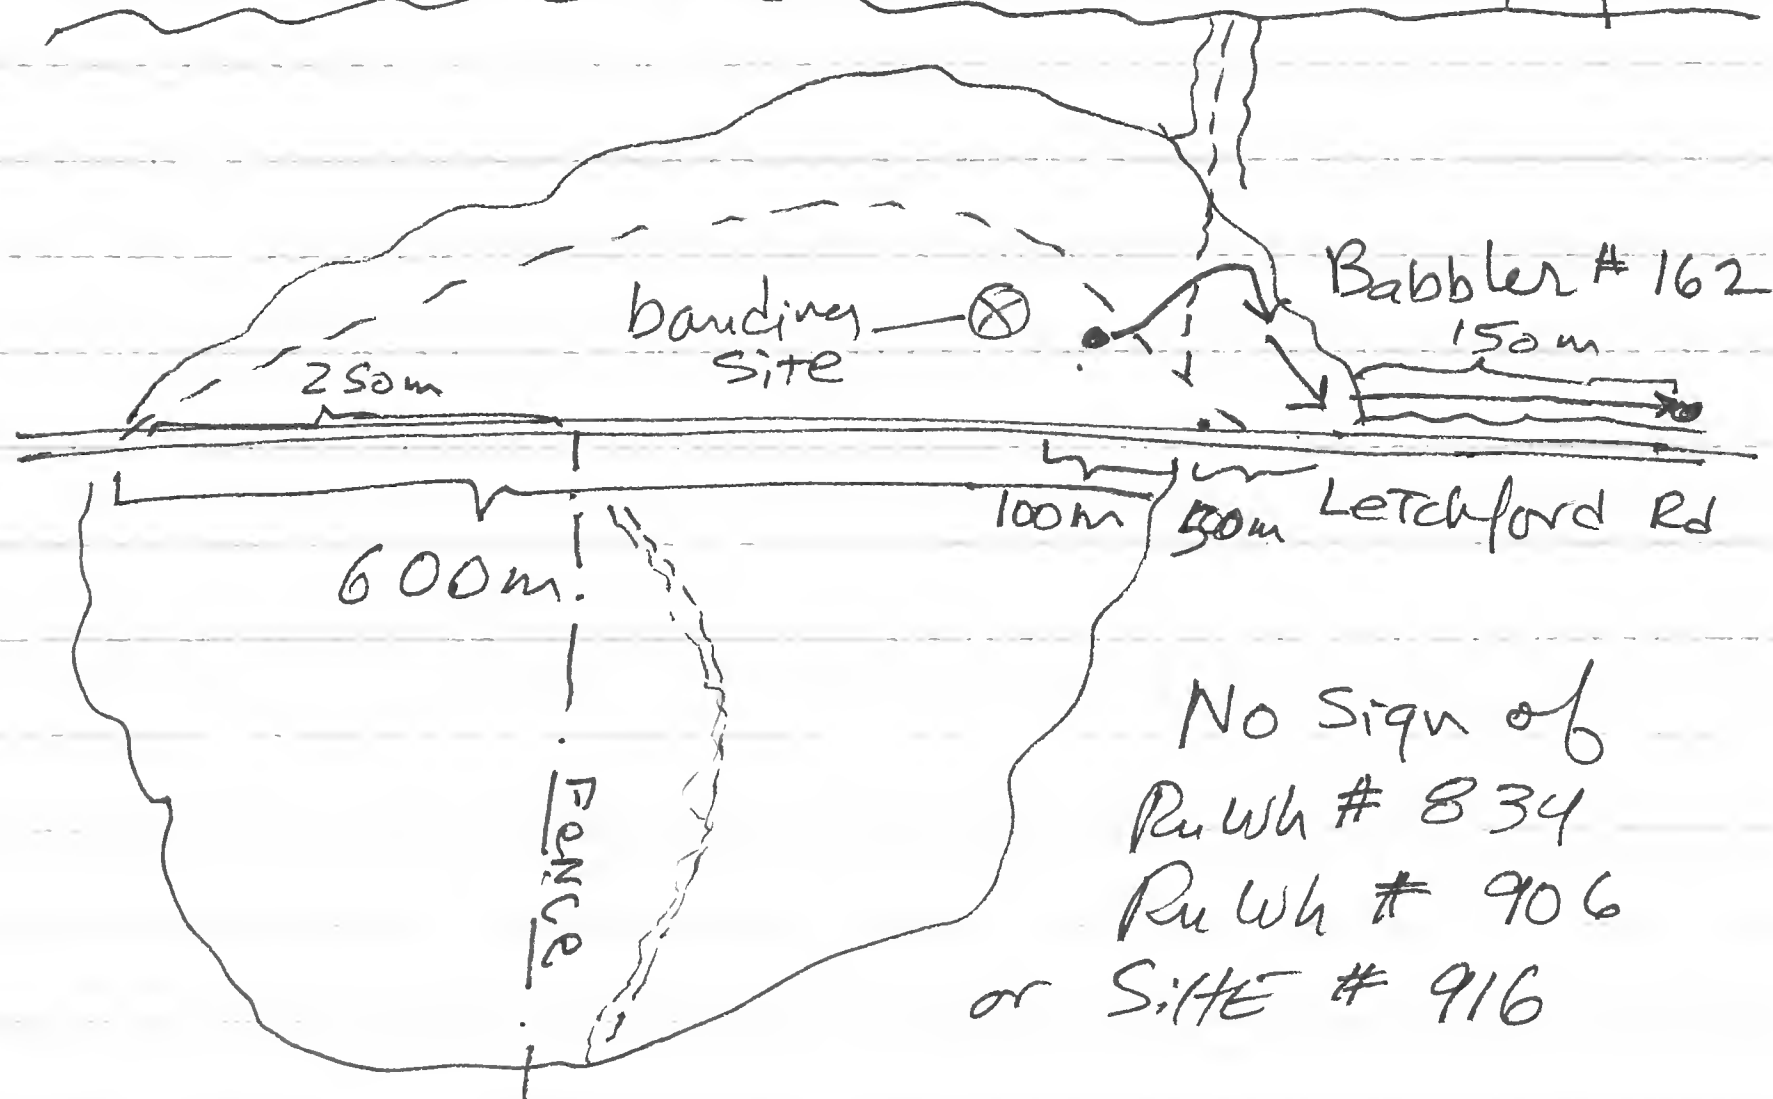 Babbler # 162
150m
banding
site
250m
100m
50m
Letchford Rd
600m
Fence
No Sign of
RuWh # 834
RuWh # 906
or SiHE # 916